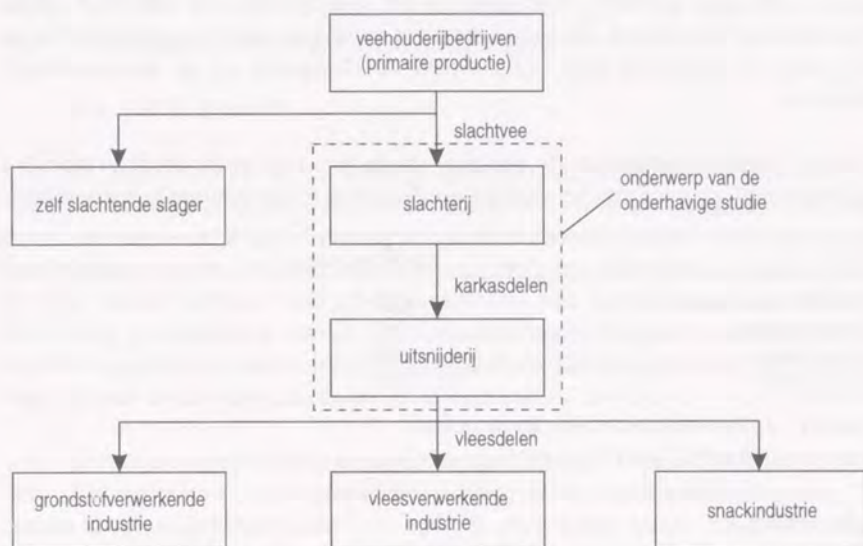 veehouderijbedrijven
(primaire productie)
slachtvee
zelf slachtende slager
slachterij
onderwerp van de
onderhavige studie
karkasdelen
uitsnijderij
vleesdelen
grondstofverwerkende
industrie
vleesverwerkende
industrie
snackindustrie